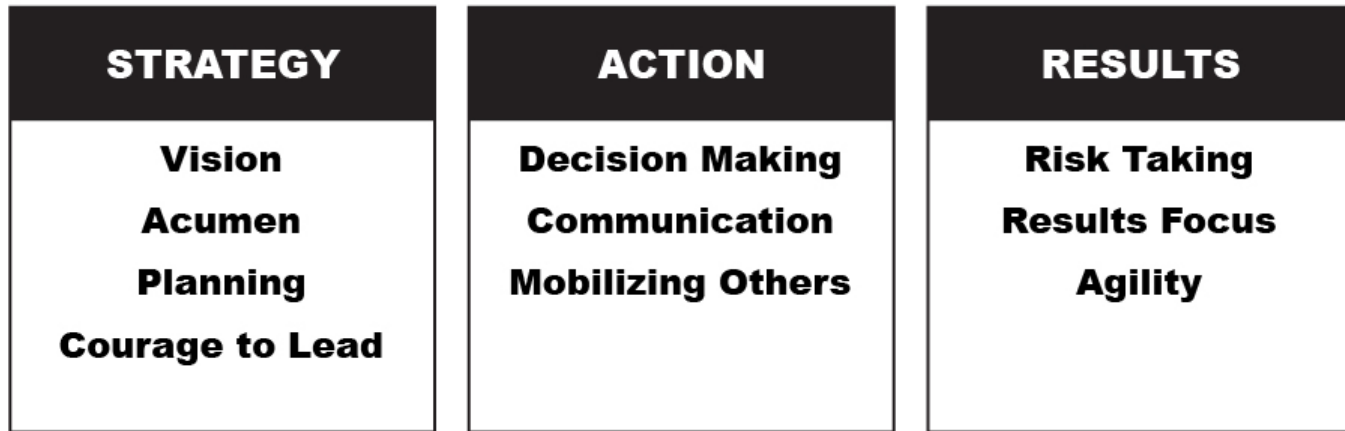 STRATEGY
Vision
Acumen
Planning
Courage to Lead
ACTION
Decision Making
Communication
Mobilizing Others
RESULTS
Risk Taking
Results Focus
Agility